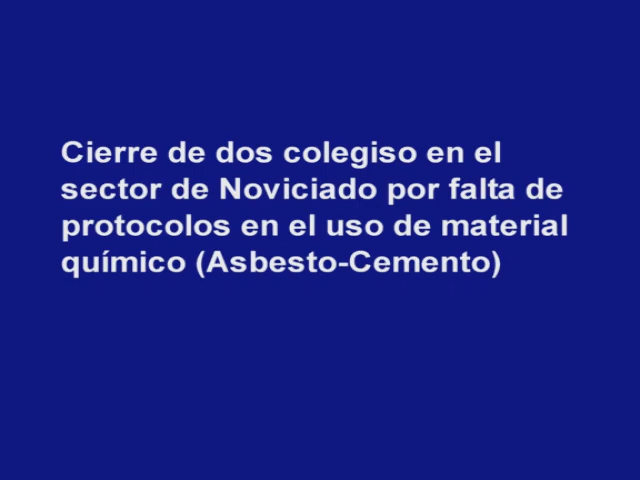 Cierre de dos colegiso en el
sector de Noviciado por falta de
protocolos en el uso de material
químico (Asbesto-Cemento)